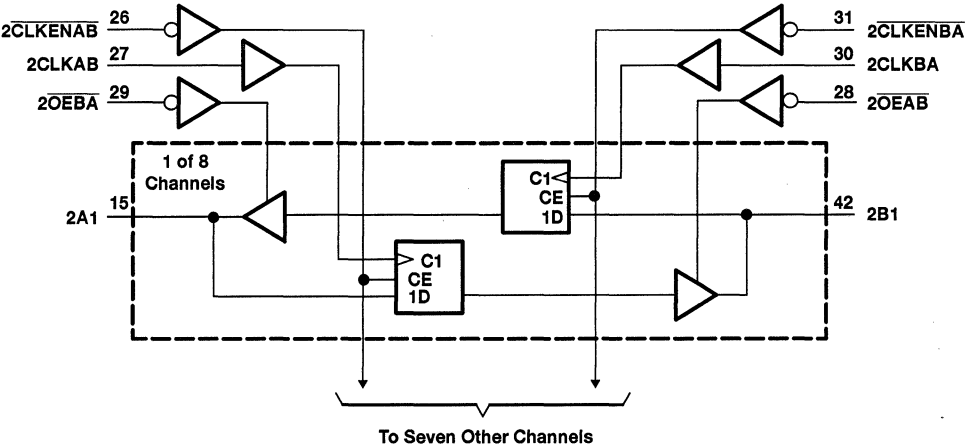 2CLKENAB 26
31 2CLKENBA
2CLKAB 27
30 2CLKBA
2OEBA 29
28 2OEAB
1 of 8
Channels
C1
CE
1D
2A1 15
42 2B1
C1
CE
1D
To Seven Other Channels